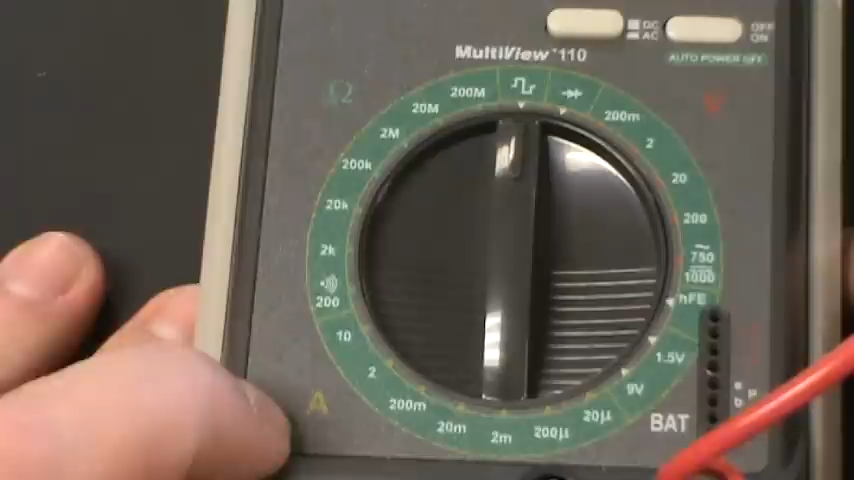 DC
AC
OFF
ON
MultiView 110
AUTO POWER OFF
Ω
200M
20M
2M
200k
20k
2k
200
10
2
200m
20m
2m
200µ
20µ
9V
1.5V
hFE
1000
750
200
20
2
200m
V
A
BAT
e
b
P